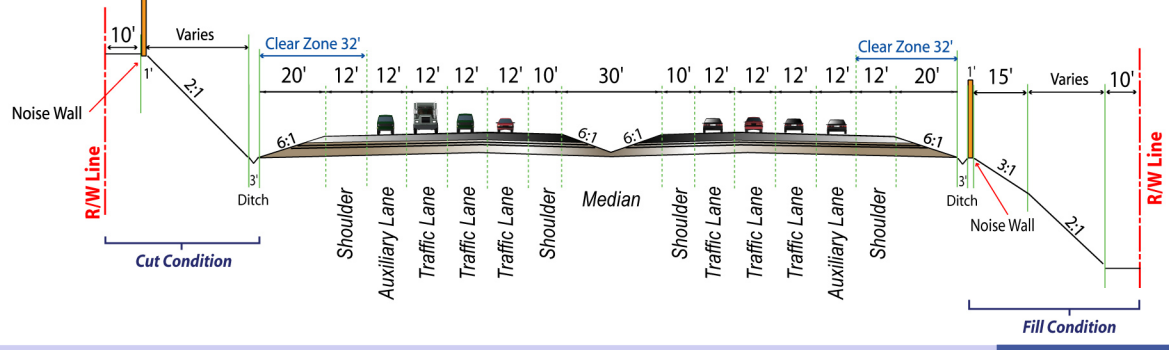 10'
Varies
Clear Zone 32'
Clear Zone 32'
20' 12' 12' 12' 12' 12' 10' 30' 10' 12' 12' 12' 12' 12' 20'
1' 15' Varies 10'
1'
2:1
Noise Wall
6:1 6:1 6:1 6:1
3:1
2:1
3'
Ditch
3'
Ditch
Noise Wall
R/W Line
R/W Line
Shoulder
Auxiliary Lane
Traffic Lane
Traffic Lane
Traffic Lane
Shoulder
Median
Shoulder
Traffic Lane
Traffic Lane
Traffic Lane
Auxiliary Lane
Shoulder
Cut Condition
Fill Condition